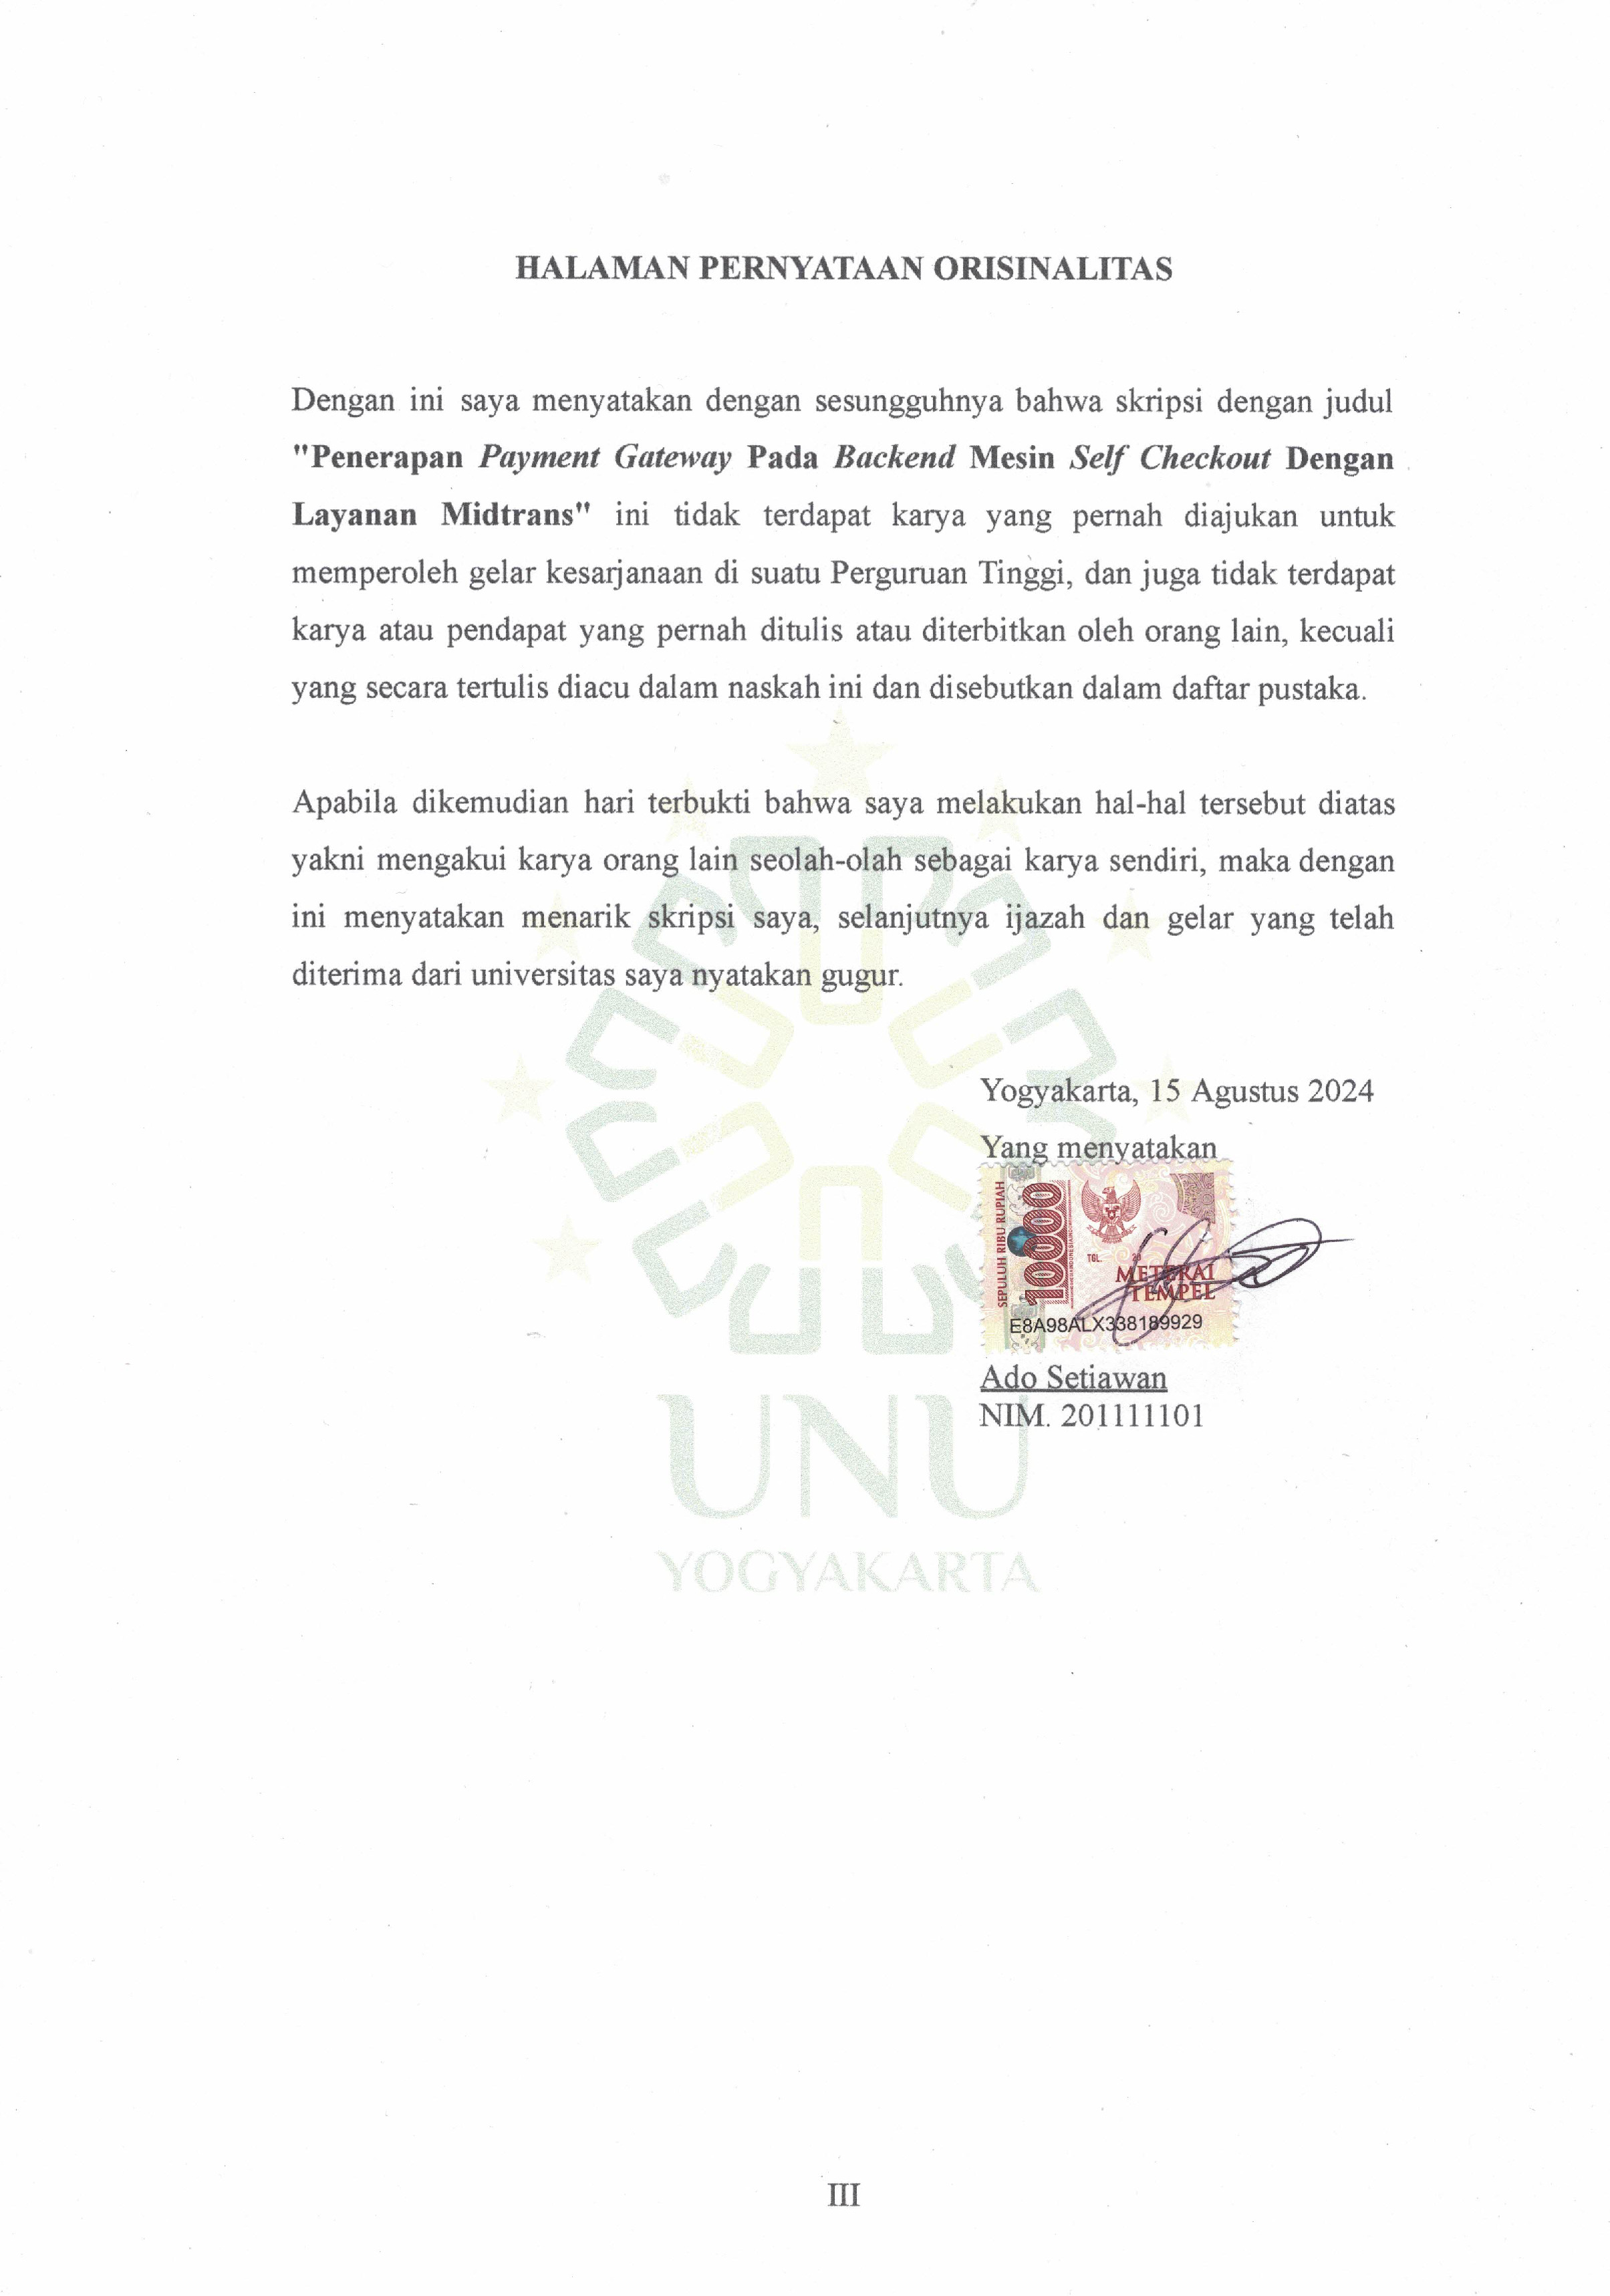 HALAMAN PERNYATAAN ORISINALITAS
Dengan ini saya menyatakan dengan sesungguhnya bahwa skripsi dengan judul
"Penerapan Payment Gateway Pada Backend Mesin Self Checkout Dengan
Layanan Midtrans" ini tidak terdapat karya yang pernah diajukan untuk
memperoleh gelar kesarjanaan di suatu Perguruan Tinggi, dan juga tidak terdapat
karya atau pendapat yang pernah ditulis atau diterbitkan oleh orang lain, kecuali
yang secara tertulis diacu dalam naskah ini dan disebutkan dalam daftar pustaka.
Apabila dikemudian hari terbukti bahwa saya melakukan hal-hal tersebut diatas
yakni mengakui karya orang lain seolah-olah sebagai karya sendiri, maka dengan
ini menyatakan menarik skripsi saya, selanjutnya ijazah dan gelar yang telah
diterima dari universitas saya nyatakan gugur.
Yogyakarta, 15 Agustus 2024
Yang menyatakan
SEPULUH RIBU RUPIAH
10000
TGL. 20
METERAI
TEMPEL
E8A98ALX338189929
Ado Setiawan
NIM. 201111101
UNU
YOGYAKARTA
III